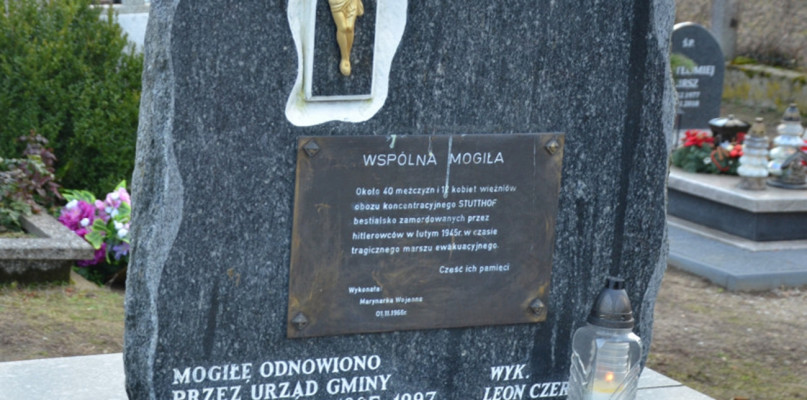 WSPÓLNA MOGIŁA
Około 40 mężczyzn i 17 kobiet więźniów
obozu koncentracyjnego STUTTHOF
bestialsko zamordowanych przez
hitlerowców w lutym 1945r. w czasie
tragicznego marszu ewakuacyjnego.
Cześć ich pamięci
Wykonała
Marynarka Wojenna
MOGIŁĘ ODNOWIONO
PRZEZ URZĄD GMINY
1997
WYK.
LEON
Ś.P.